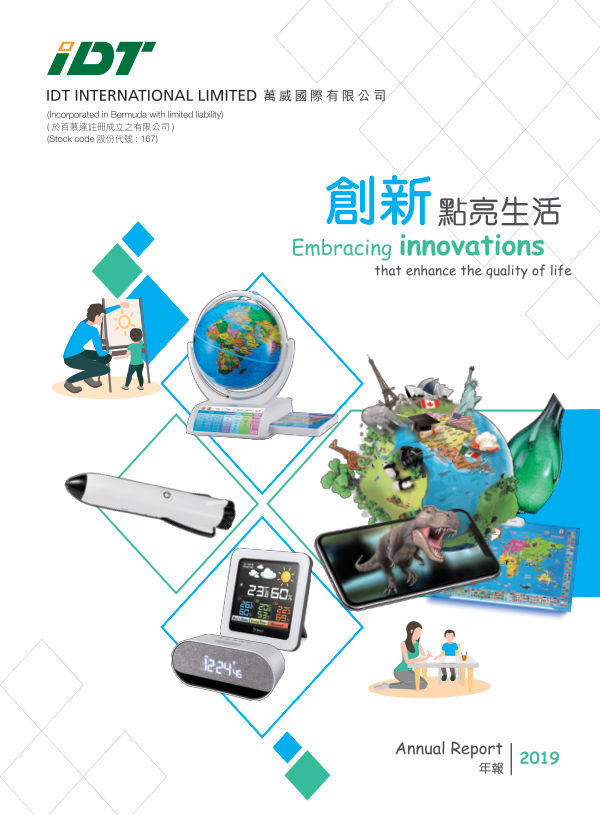 iDT
IDT INTERNATIONAL LIMITED 萬威國際有限公司
(Incorporated in Bermuda with limited liability)
(於百慕達註冊成立之有限公司)
(Stock code 股份代號 : 167)
創新 點亮生活
Embracing innovations
that enhance the quality of life
12:24 46
Annual Report
年報
2019